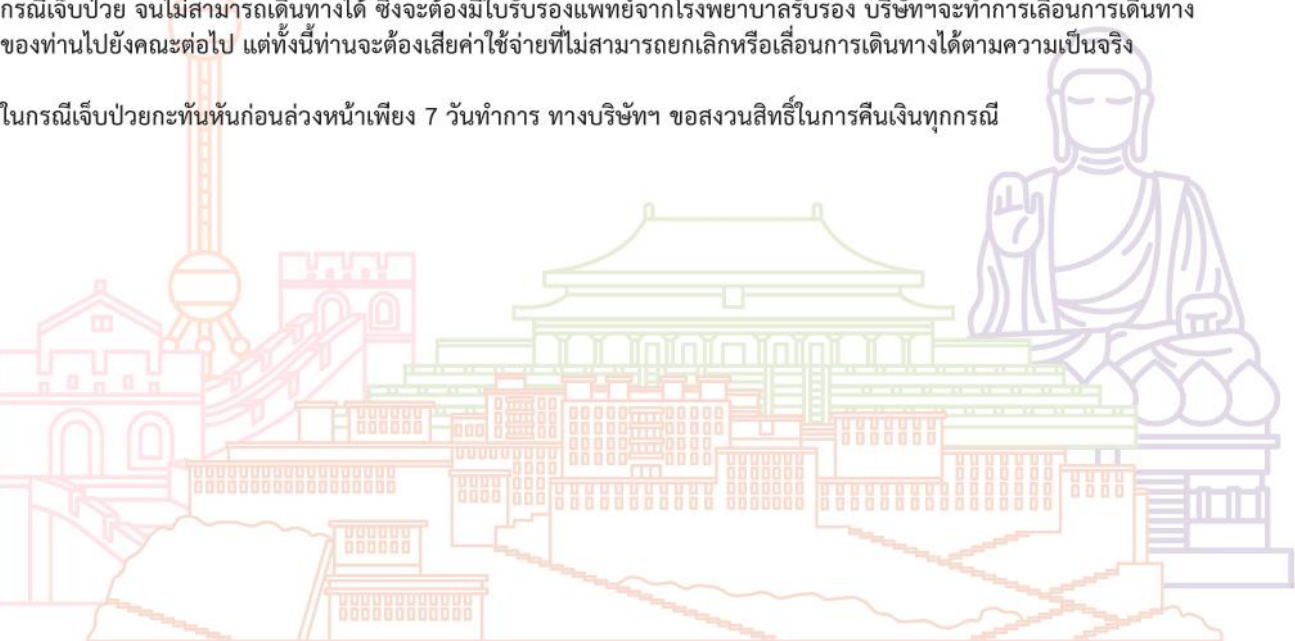 กรณีเจ็บป่วย จนไม่สามารถเดินทางได้ ซึ่งจะต้องมีใบรับรองแพทย์จากโรงพยาบาลรับรอง บริษัทฯจะทำการเลื่อนการเดินทาง
ของท่านไปยังคณะต่อไป แต่ทั้งนี้ท่านจะต้องเสียค่าใช้จ่ายที่ไม่สามารถยกเลิกหรือเลื่อนการเดินทางได้ตามความเป็นจริง
ในกรณีเจ็บป่วยกะทันหันก่อนล่วงหน้าเพียง 7 วันทำการ ทางบริษัทฯ ขอสงวนสิทธิ์ในการคืนเงินทุกกรณี